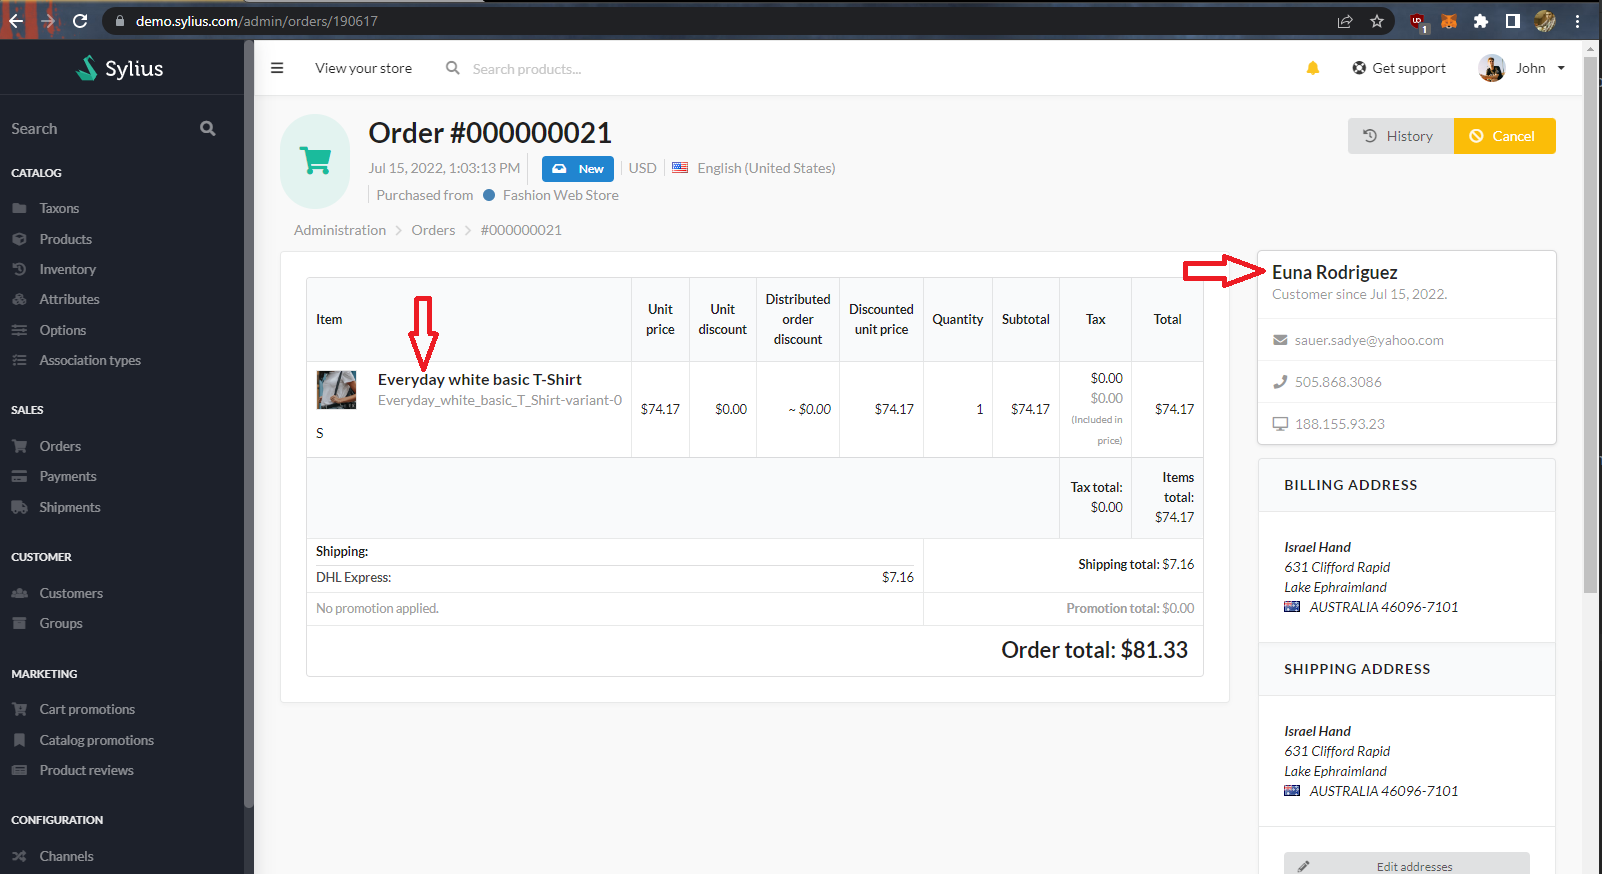 demo.sylius.com/admin/orders/190617
1
Sylius
View your store
Search products...
Get support
John
Search
CATALOG
Taxons
Products
Inventory
Attributes
Options
Association types
SALES
Orders
Payments
Shipments
CUSTOMER
Customers
Groups
MARKETING
Cart promotions
Catalog promotions
Product reviews
CONFIGURATION
Channels
Order #000000021
Jul 15, 2022, 1:03:13 PM New USD English (United States)
Purchased from Fashion Web Store
History
Cancel
Administration > Orders > #000000021
Item
Unit price
Unit discount
Distributed order discount
Discounted unit price
Quantity
Subtotal
Tax
Total
Everyday white basic T-Shirt
Everyday_white_basic_T_Shirt-variant-0
S
$74.17
$0.00
~ $0.00
$74.17
1
$74.17
$0.00
$0.00
(Included in price)
$74.17
Tax total:
$0.00
Items total:
$74.17
Shipping:
DHL Express: $7.16
Shipping total: $7.16
No promotion applied.
Promotion total: $0.00
Order total: $81.33
Euna Rodriguez
Customer since Jul 15, 2022.
sauer.sadye@yahoo.com
505.868.3086
188.155.93.23
BILLING ADDRESS
Israel Hand
631 Clifford Rapid
Lake Ephraimland
AUSTRALIA 46096-7101
SHIPPING ADDRESS
Israel Hand
631 Clifford Rapid
Lake Ephraimland
AUSTRALIA 46096-7101
Edit addresses